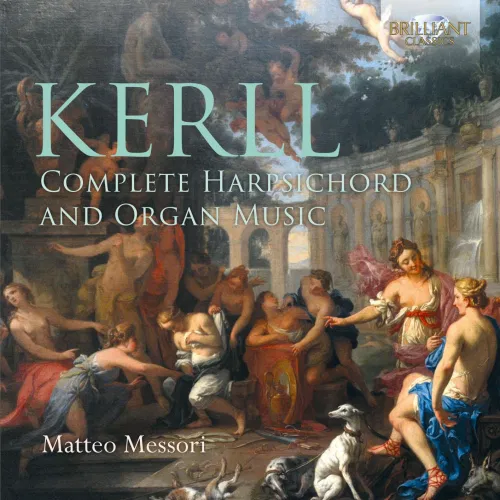 BRILLIANT
CLASSICS
KERLL
COMPLETE HARPSICHORD
AND ORGAN MUSIC
Matteo Messori